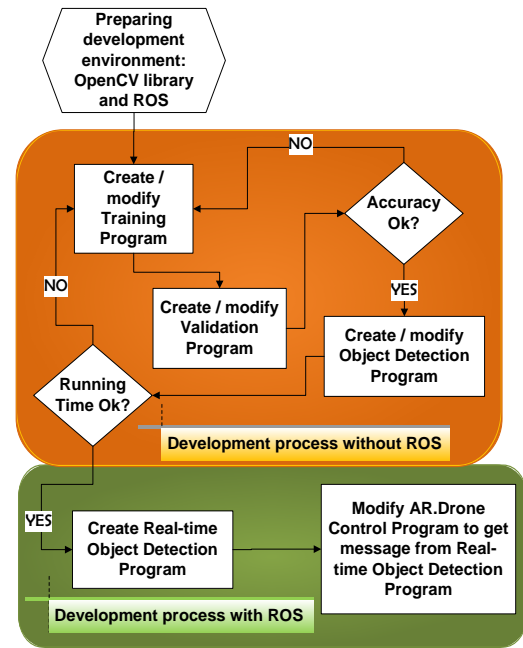 Preparing
development
environment:
OpenCV library
and ROS
NO
Create /
modify
Training
Program
Accuracy
Ok?
NO
YES
Create / modify
Validation
Program
Create / modify
Object Detection
Program
Running
Time Ok?
Development process without ROS
YES
Create Real-time
Object Detection
Program
Modify AR.Drone
Control Program to get
message from Real-
time Object Detection
Program
Development process with ROS